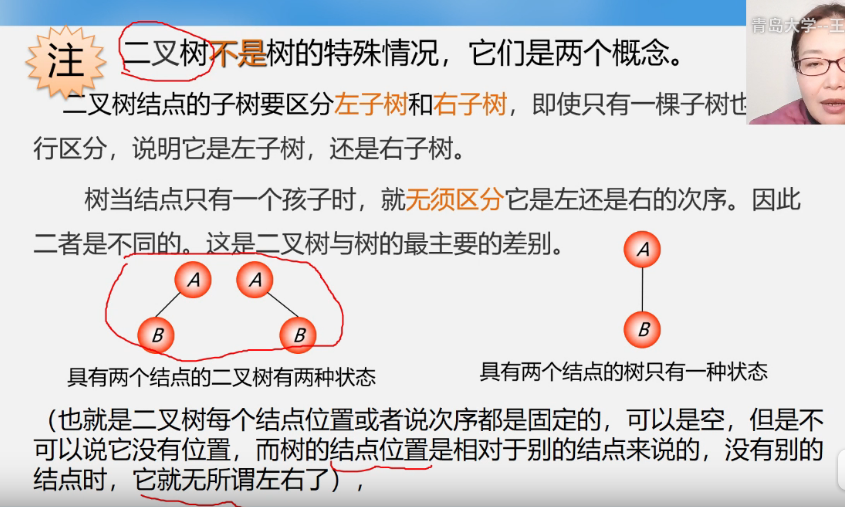 青岛大学-王
注
二叉树不是树的特殊情况，它们是两个概念。
二叉树结点的子树要区分左子树和右子树，即使只有一棵子树也
行区分，说明它是左子树，还是右子树。
树当结点只有一个孩子时，就无须区分它是左还是右的次序。因此
二者是不同的。这是二叉树与树的最主要的差别。
A A A
B B B
具有两个结点的二叉树有两种状态
具有两个结点的树只有一种状态
（也就是二叉树每个结点位置或者说次序都是固定的，可以是空，但是不
可以说它没有位置，而树的结点位置是相对于别的结点来说的，没有别的
结点时，它就无所谓左右了），